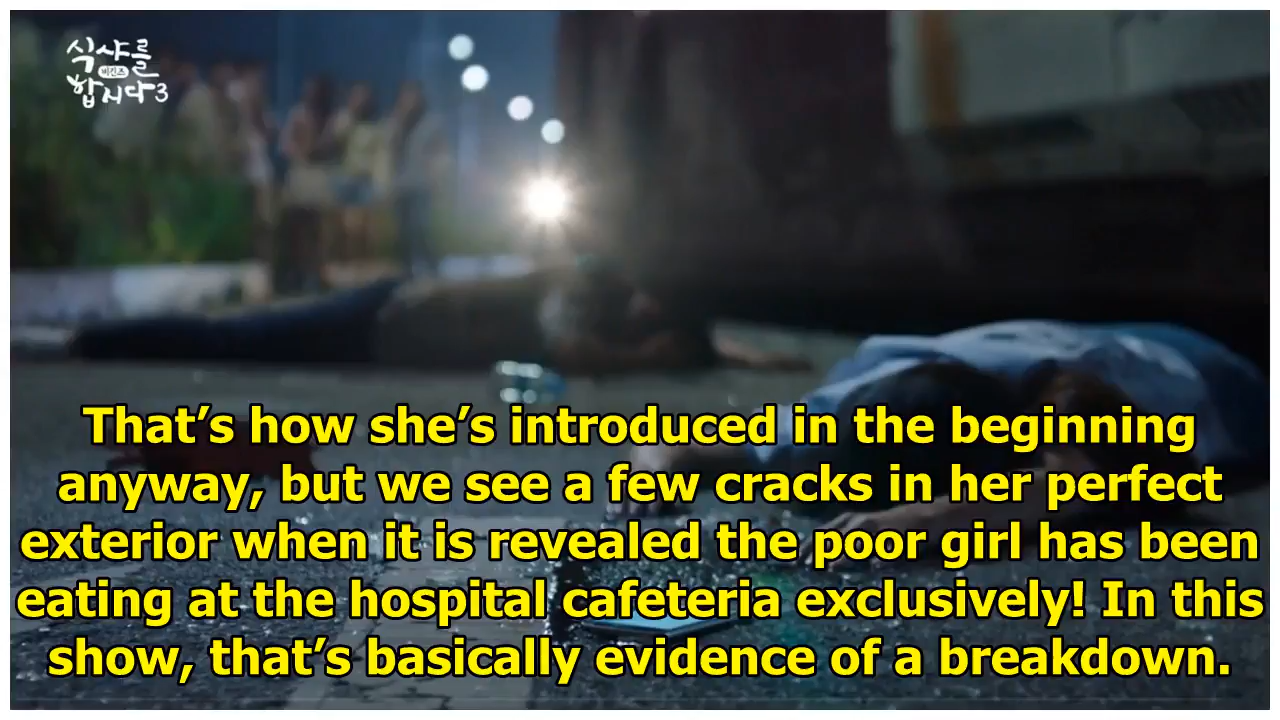 식샤를
비긴즈
합시다3
That’s how she’s introduced in the beginning
anyway, but we see a few cracks in her perfect
exterior when it is revealed the poor girl has been
eating at the hospital cafeteria exclusively! In this
show, that’s basically evidence of a breakdown.